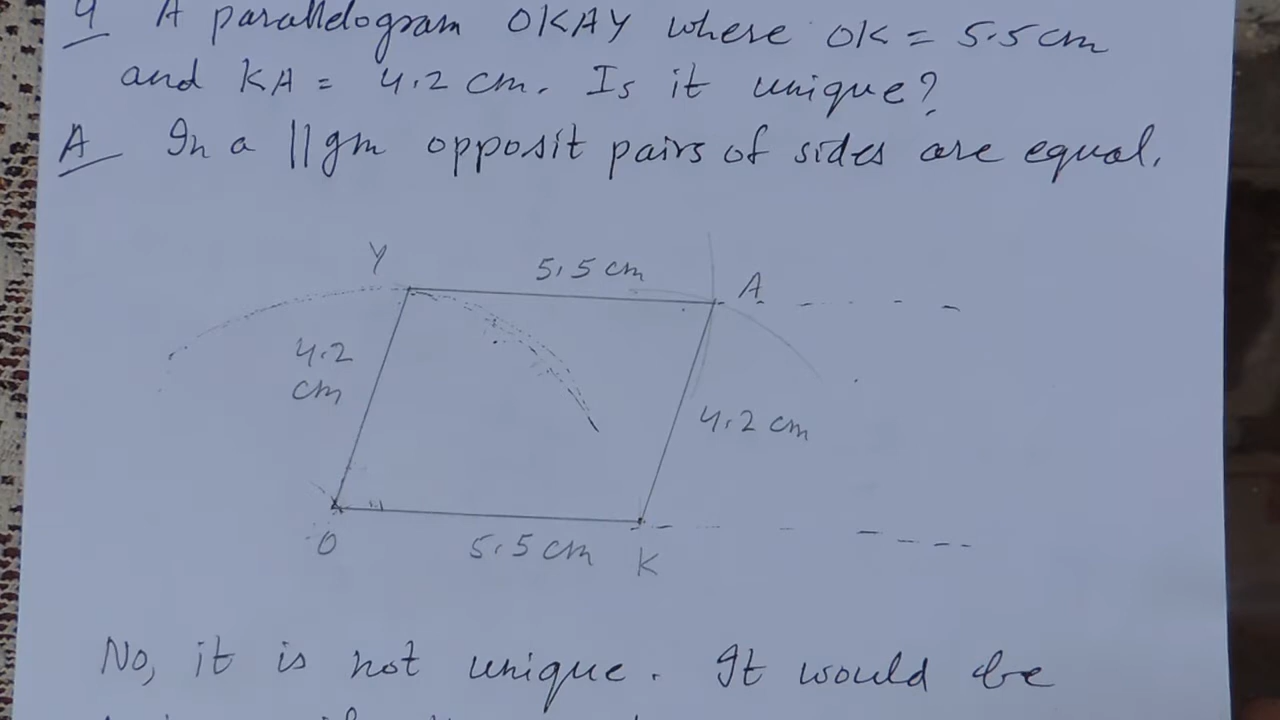 4 A parallelogram OKAY where OK = 5.5 cm
and KA = 4.2 cm. Is it unique?
A In a ||gm opposit pairs of sides are equal.
Y 5.5 cm A
4.2
cm
4.2 cm
O 5.5 cm K
No, it is not unique. It would be